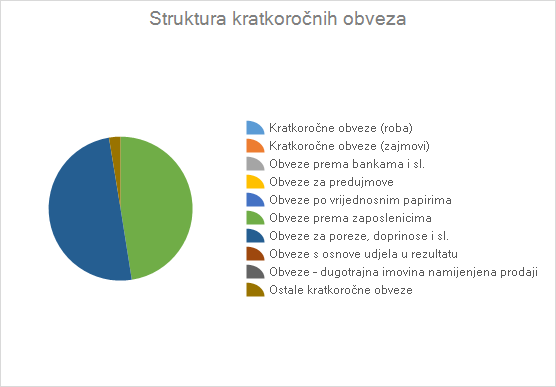 Struktura kratkoročnih obveza
Kratkoročne obveze (roba)
Kratkoročne obveze (zajmovi)
Obveze prema bankama i sl.
Obveze za predujmove
Obveze po vrijednosnim papirima
Obveze prema zaposlenicima
Obveze za poreze, doprinose i sl.
Obveze s osnove udjela u rezultatu
Obveze – dugotrajna imovina namijenjena prodaji
Ostale kratkoročne obveze